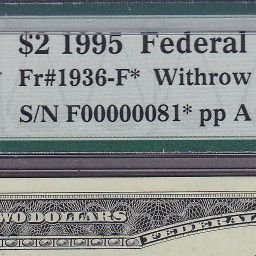 $2 1995 Federal
Fr#1936-F* Withrow
S/N F00000081* pp A
TWO DOLLARS
FEDERAL